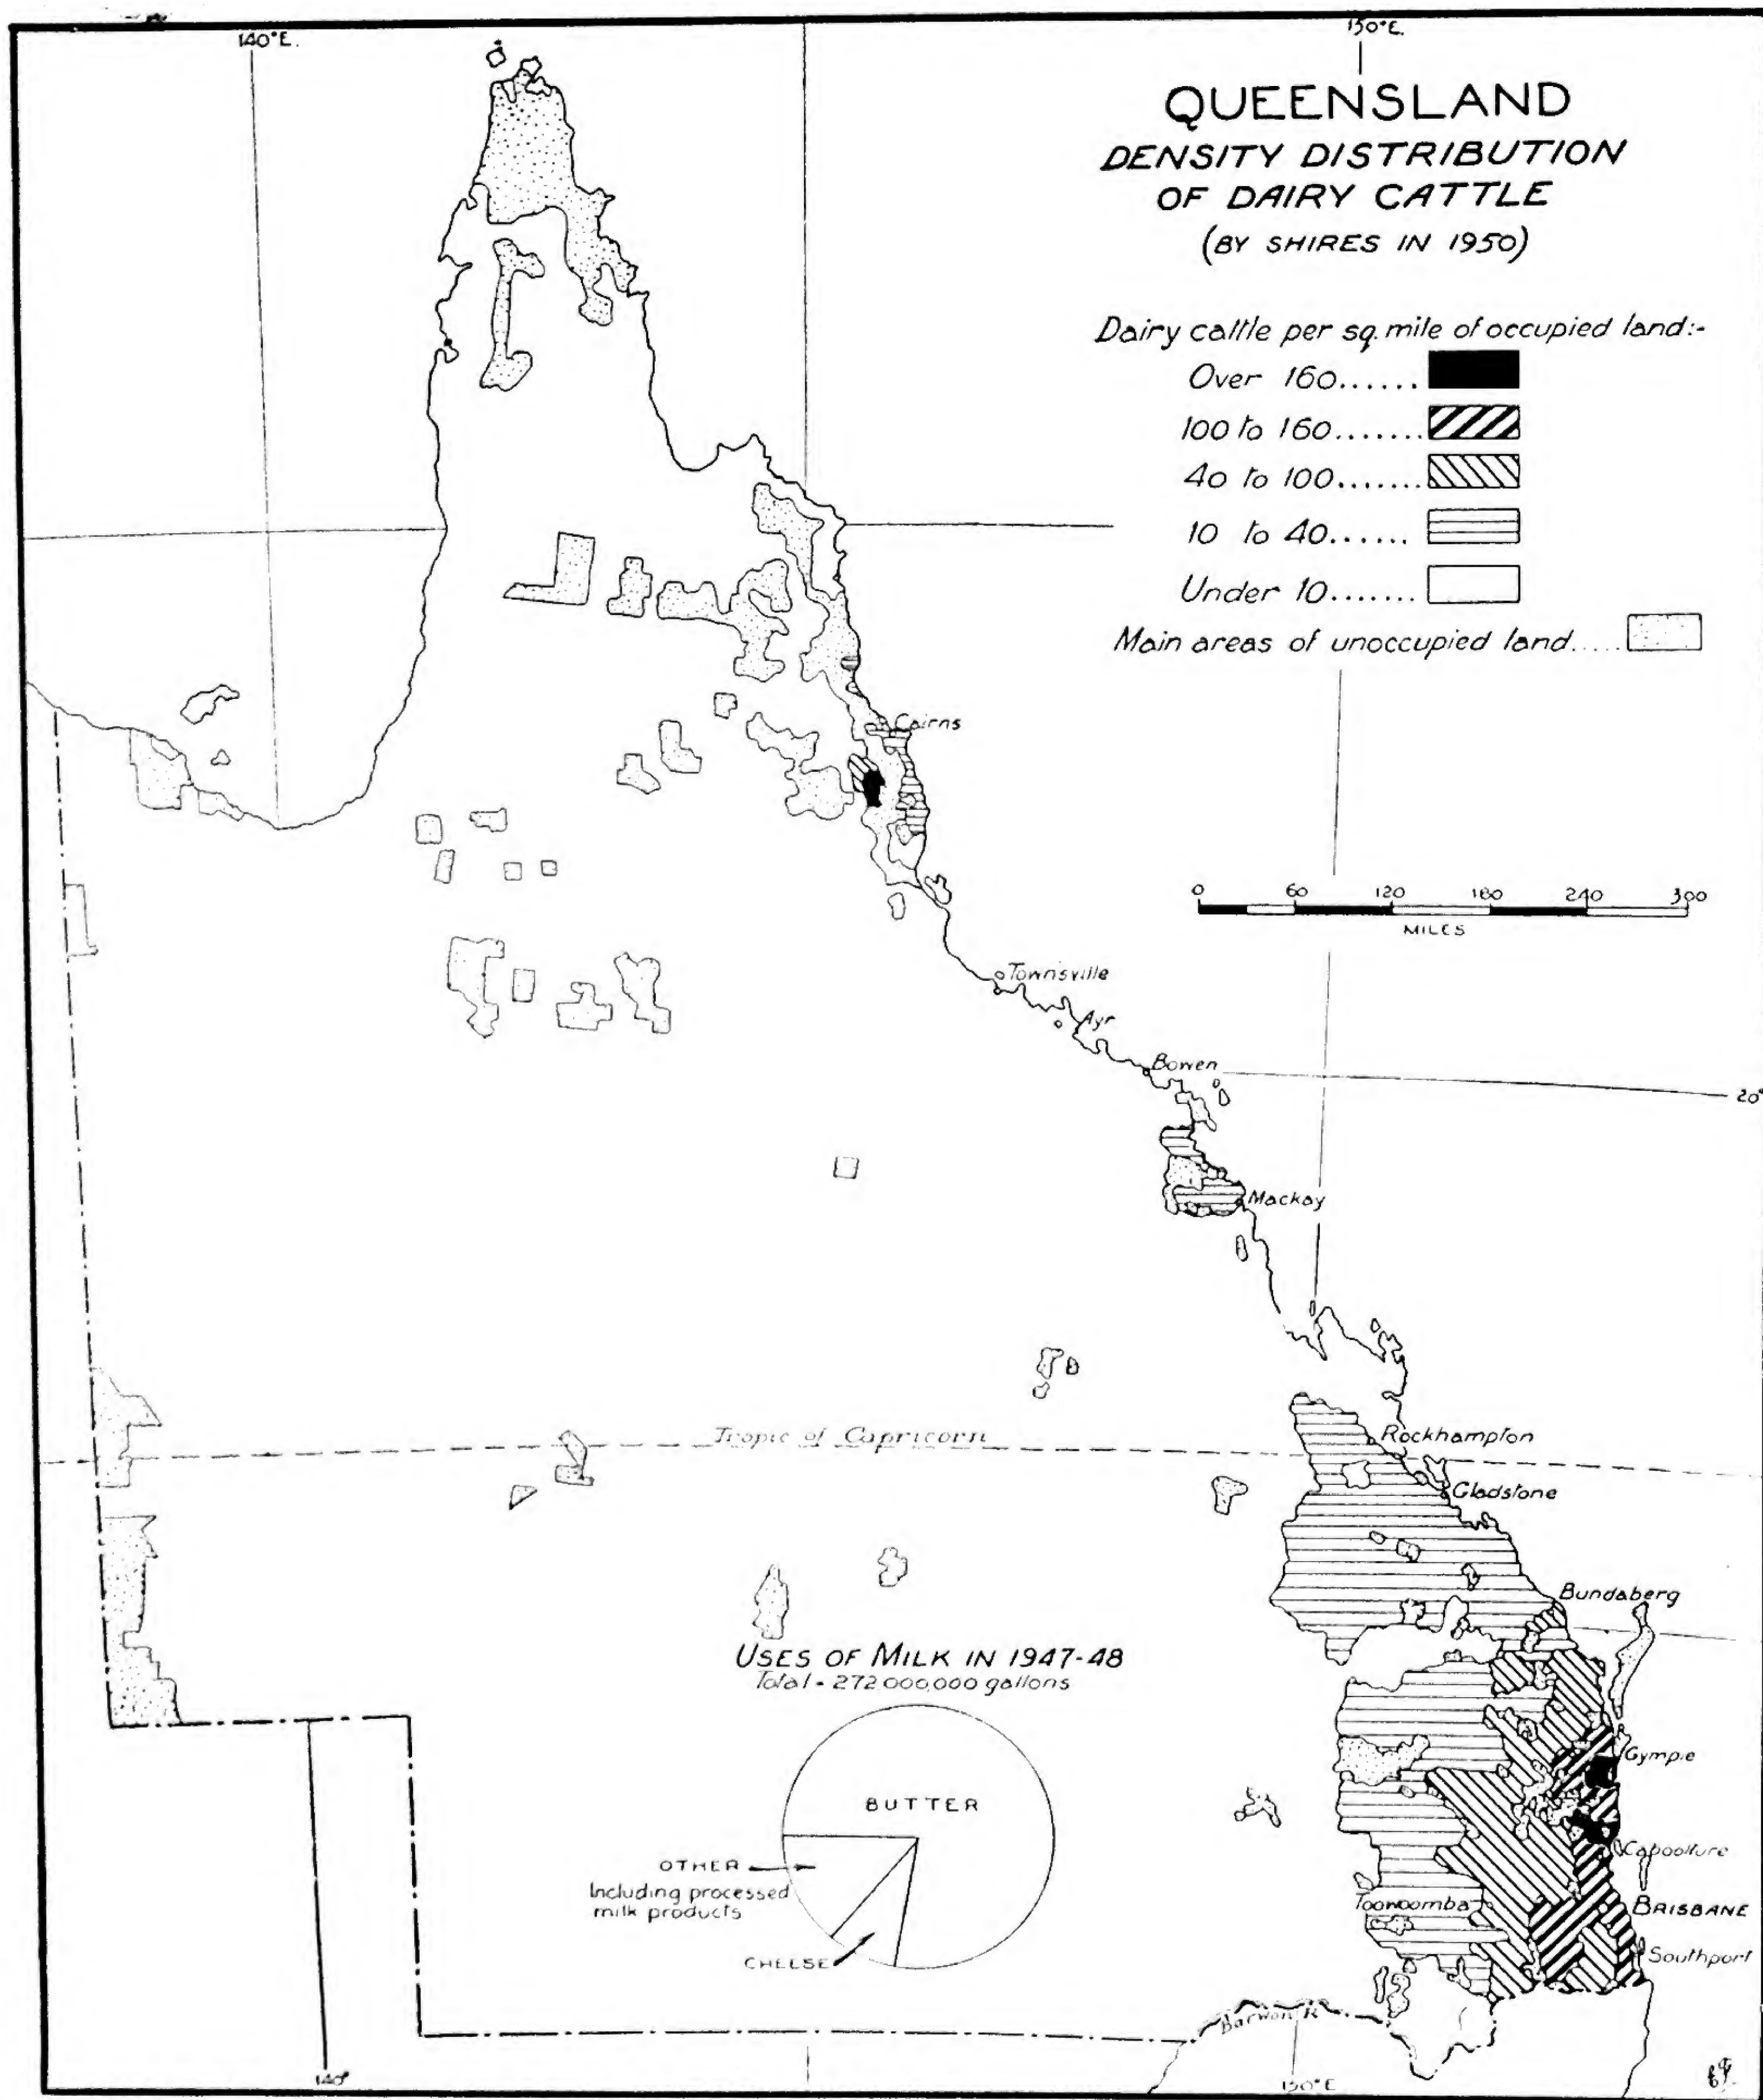 140°E.
150°E.
QUEENSLAND
DENSITY DISTRIBUTION
OF DAIRY CATTLE
(BY SHIRES IN 1950)
Dairy cattle per sq. mile of occupied land:-
Over 160......
100 to 160.......
40 to 100.......
10 to 40......
Under 10.......
Main areas of unoccupied land.....
Cairns
0 60 120 180 240 300
MILES
Townsville
Ayr
Bowen
20°
Mackay
Tropic of Capricorn
Rockhampton
Gladstone
Bundaberg
USES OF MILK IN 1947-48
Total - 272 000,000 gallons
Gympie
BUTTER
Caboolture
OTHER
Including processed
milk products
Toowoomba
BRISBANE
CHEESE
Southport
Barwon R.
140°
150°E